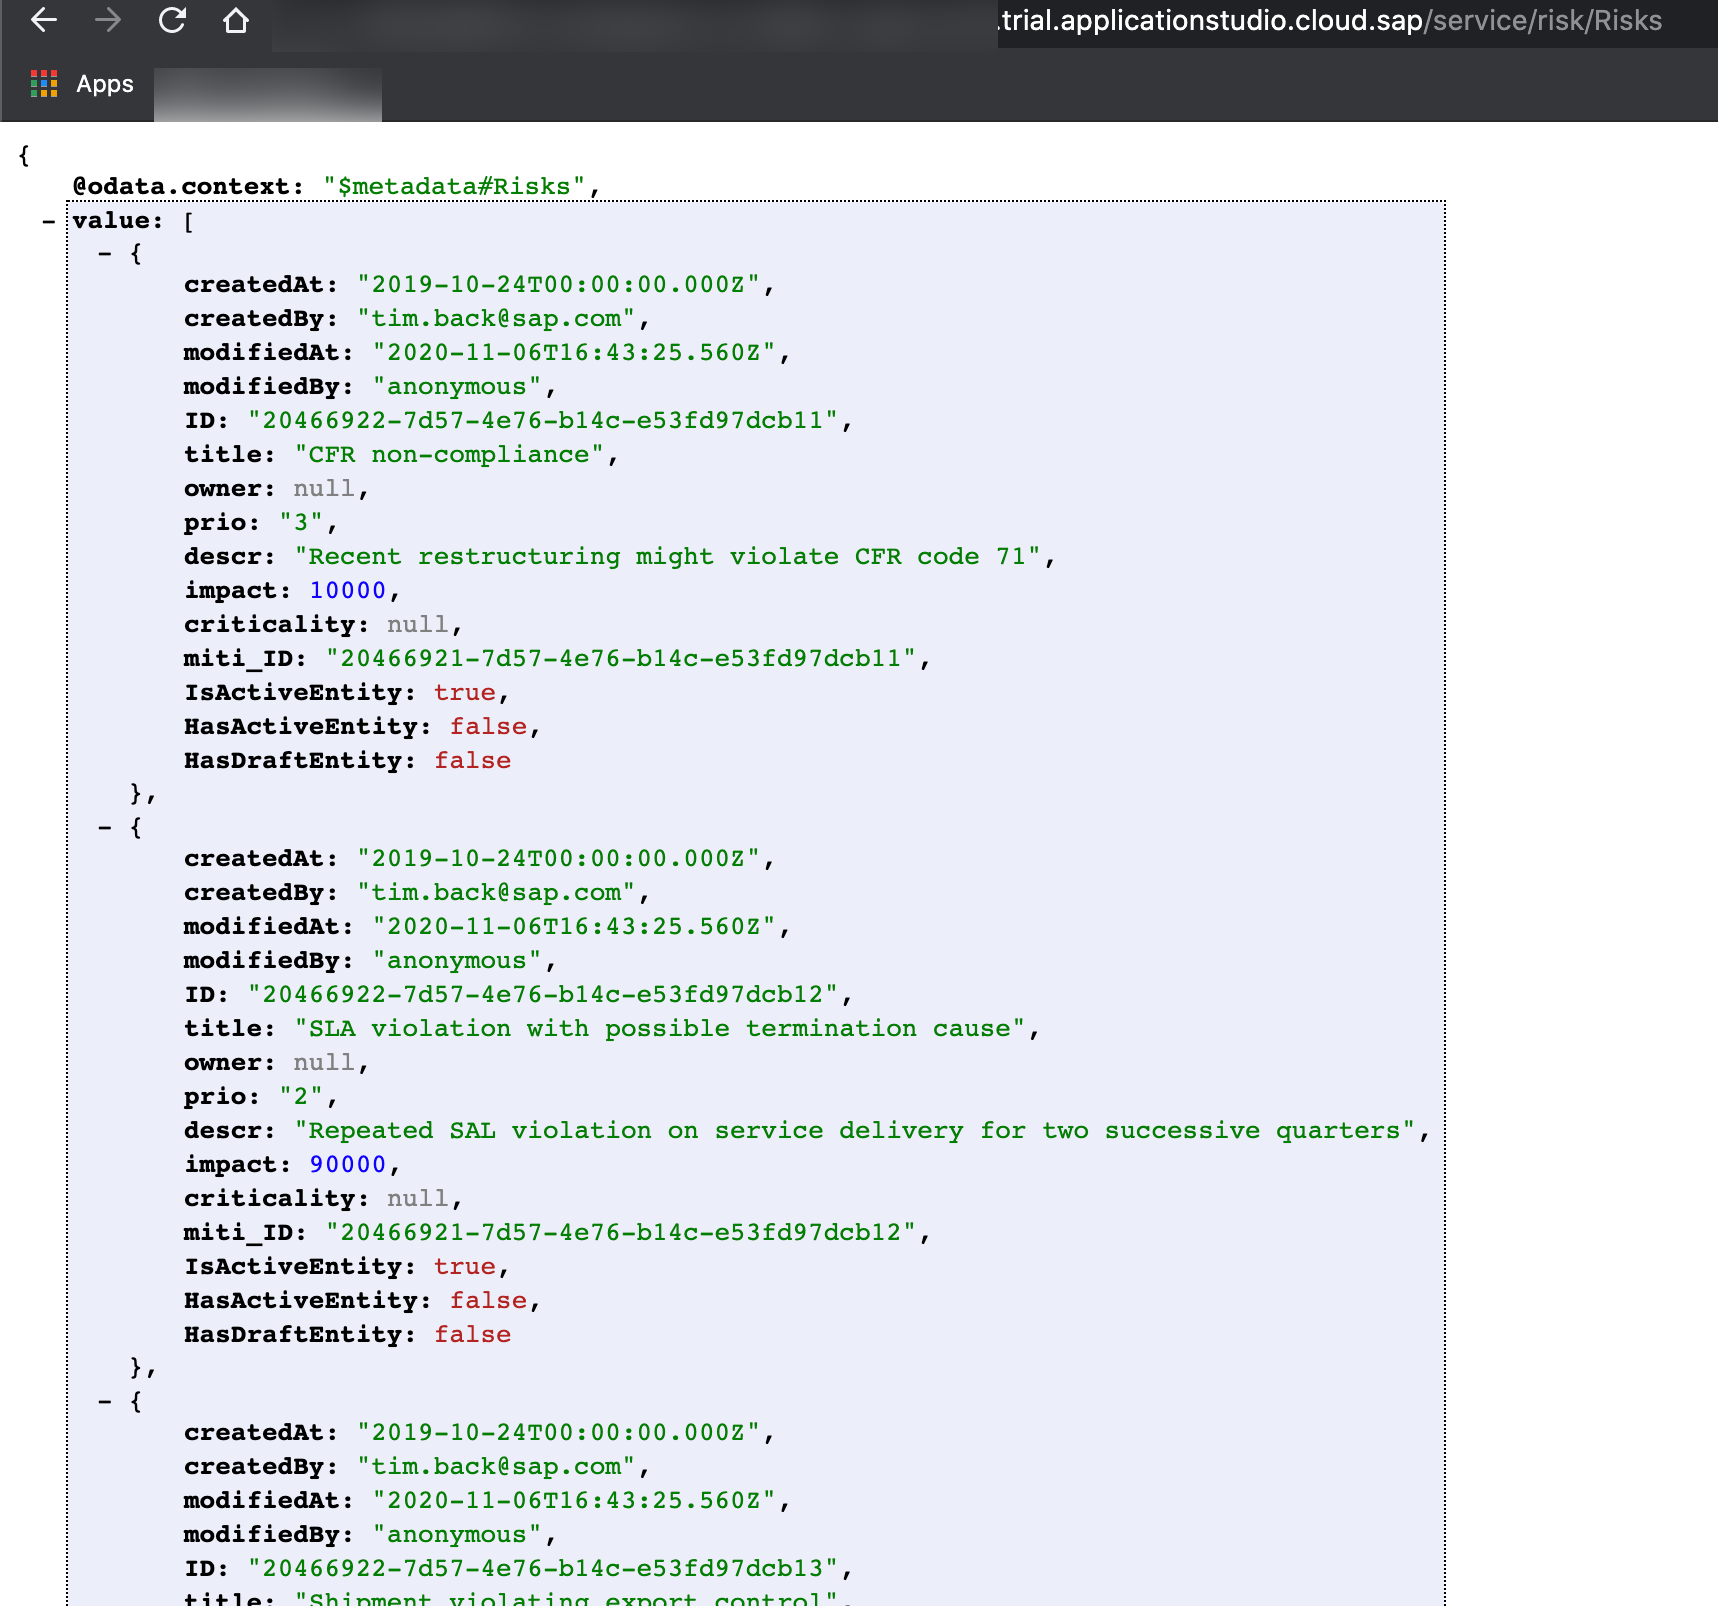 .trial.applicationstudio.cloud.sap/service/risk/Risks
Apps
{
@odata.context: "$metadata#Risks",
– value: [
– {
createdAt: "2019-10-24T00:00:00.000Z",
createdBy: "tim.back@sap.com",
modifiedAt: "2020-11-06T16:43:25.560Z",
modifiedBy: "anonymous",
ID: "20466922-7d57-4e76-b14c-e53fd97dcb11",
title: "CFR non-compliance",
owner: null,
prio: "3",
descr: "Recent restructuring might violate CFR code 71",
impact: 10000,
criticality: null,
miti_ID: "20466921-7d57-4e76-b14c-e53fd97dcb11",
IsActiveEntity: true,
HasActiveEntity: false,
HasDraftEntity: false
},
– {
createdAt: "2019-10-24T00:00:00.000Z",
createdBy: "tim.back@sap.com",
modifiedAt: "2020-11-06T16:43:25.560Z",
modifiedBy: "anonymous",
ID: "20466922-7d57-4e76-b14c-e53fd97dcb12",
title: "SLA violation with possible termination cause",
owner: null,
prio: "2",
descr: "Repeated SAL violation on service delivery for two successive quarters",
impact: 90000,
criticality: null,
miti_ID: "20466921-7d57-4e76-b14c-e53fd97dcb12",
IsActiveEntity: true,
HasActiveEntity: false,
HasDraftEntity: false
},
– {
createdAt: "2019-10-24T00:00:00.000Z",
createdBy: "tim.back@sap.com",
modifiedAt: "2020-11-06T16:43:25.560Z",
modifiedBy: "anonymous",
ID: "20466922-7d57-4e76-b14c-e53fd97dcb13",
title: "Shipment violating export control",